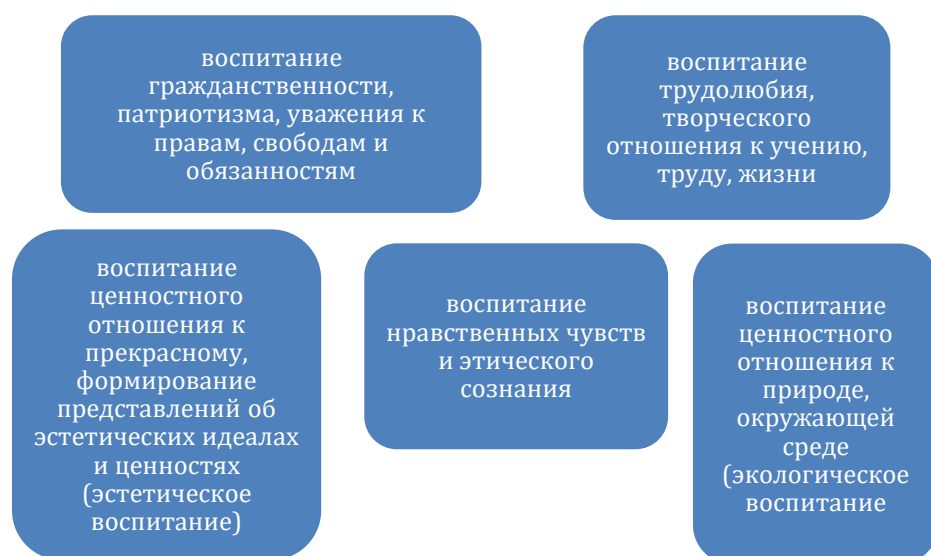 воспитание
гражданственности,
патриотизма, уважения к
правам, свободам и
обязанностям
воспитание
трудолюбия,
творческого
отношения к учению,
труду, жизни
воспитание
ценностного
отношения к
прекрасному,
формирование
представлений об
эстетических идеалах
и ценностях
(эстетическое
воспитание)
воспитание
нравственных чувств
и этического
сознания
воспитание
ценностного
отношения к
природе,
окружающей
среде
(экологическое
воспитание